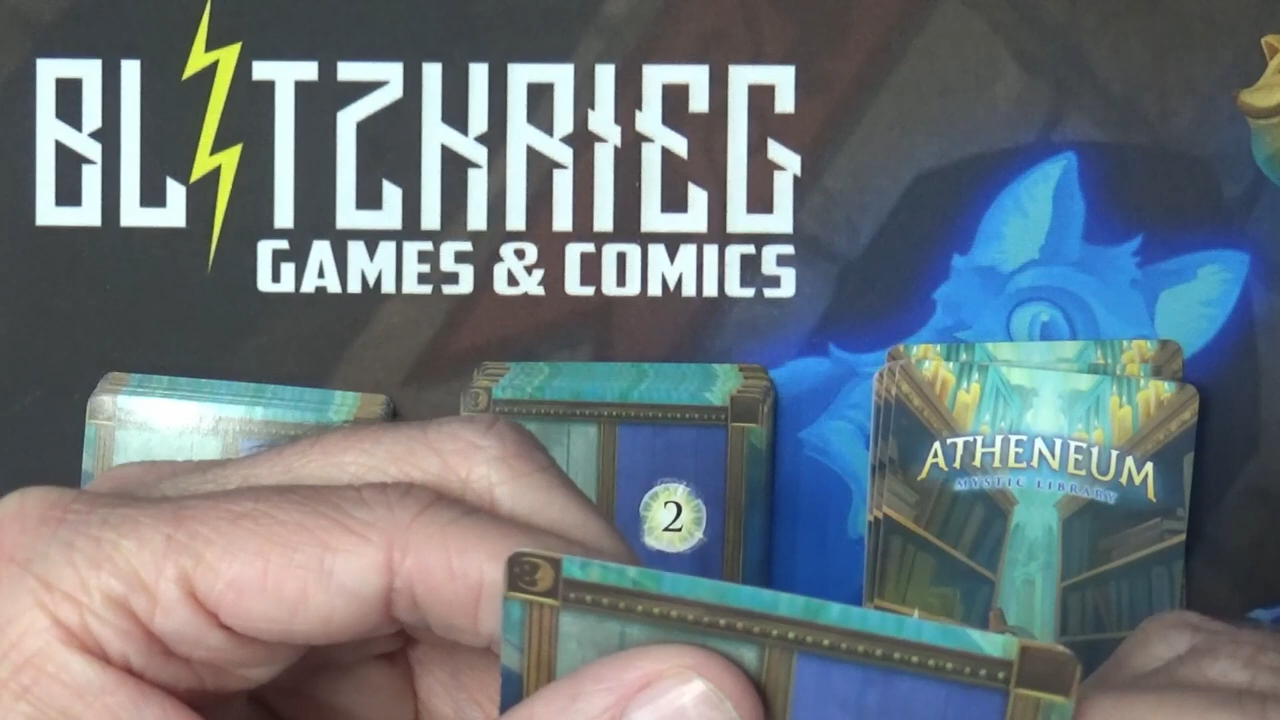 BLITZKRIEG
GAMES & COMICS
ATHENEUM
MYSTIC LIBRARY
2